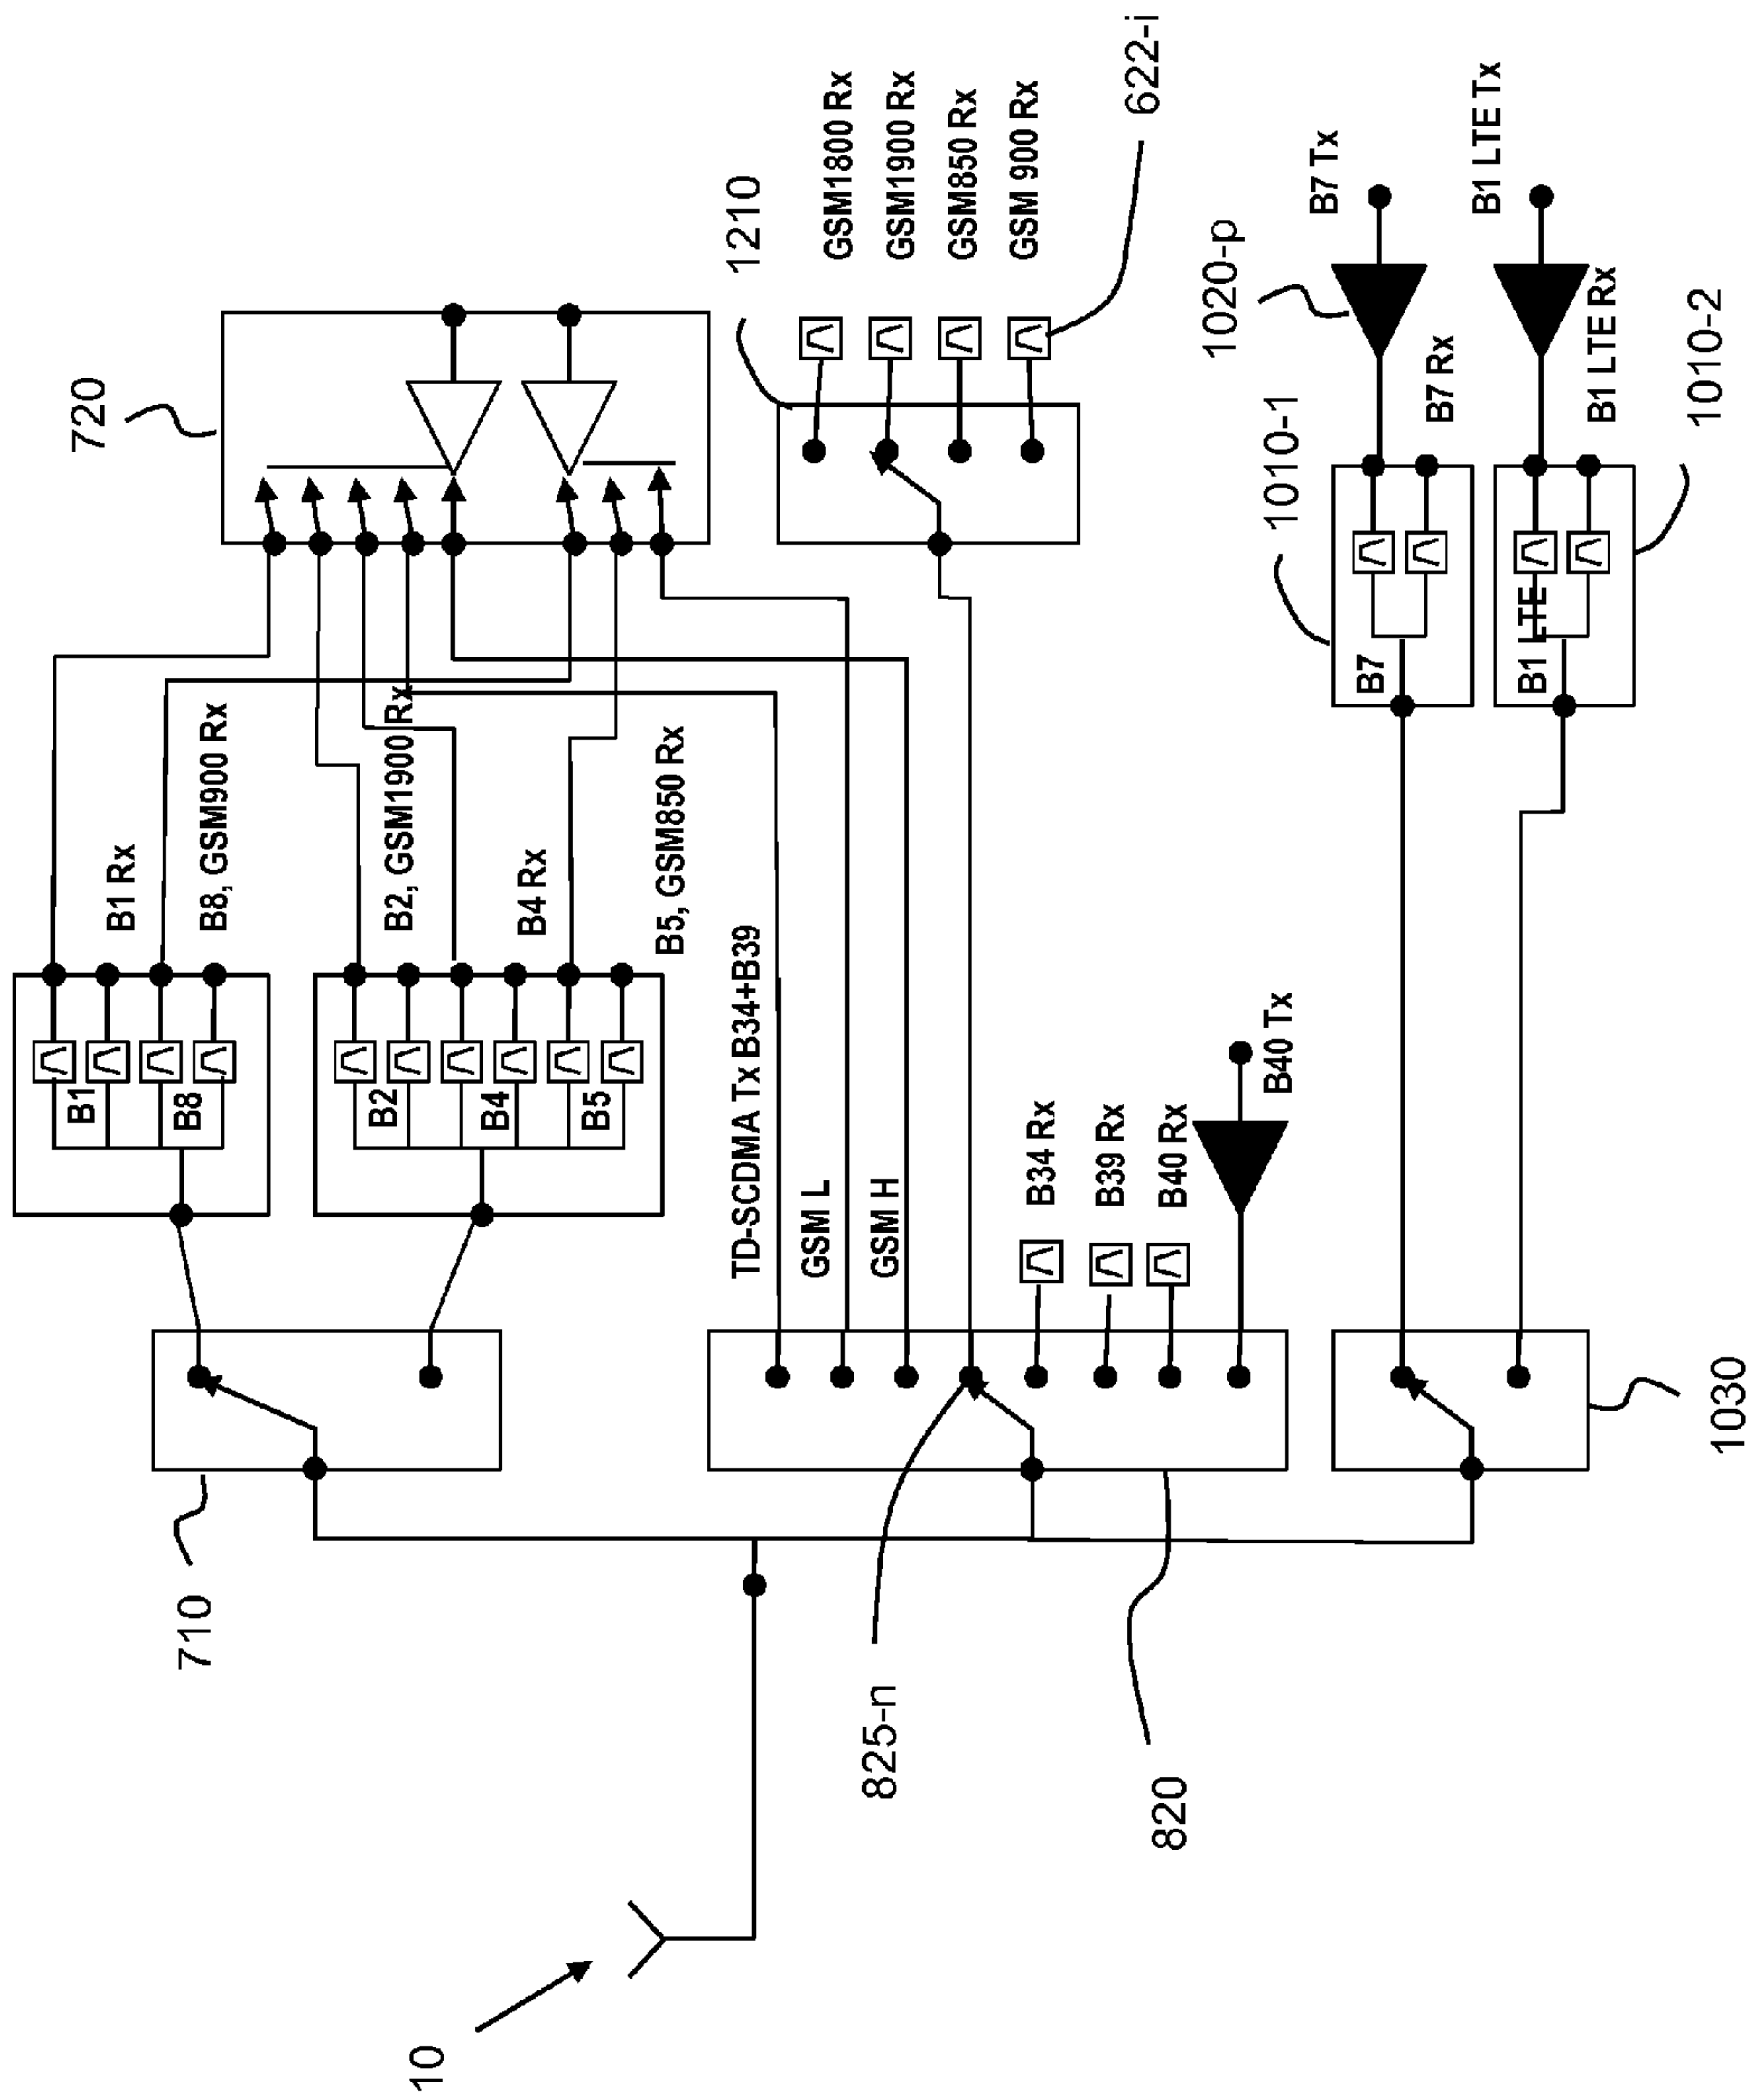 10
710
825-n
820
1030
B1
B8
B1 Rx
B8, GSM900 Rx
B2
B4
B5
B2, GSM1900 Rx
B4 Rx
B5, GSM850 Rx
720
TD-SCDMA Tx B34+B39
GSM L
GSM H
B34 Rx
B39 Rx
B40 Rx
B40 Tx
1210
GSM1800 Rx
GSM1900 Rx
GSM850 Rx
GSM 900 Rx
622-i
1010-1
B7
B7 Rx
1020-p
B7 Tx
B1 LTE
B1 LTE Rx
B1 LTE Tx
1010-2